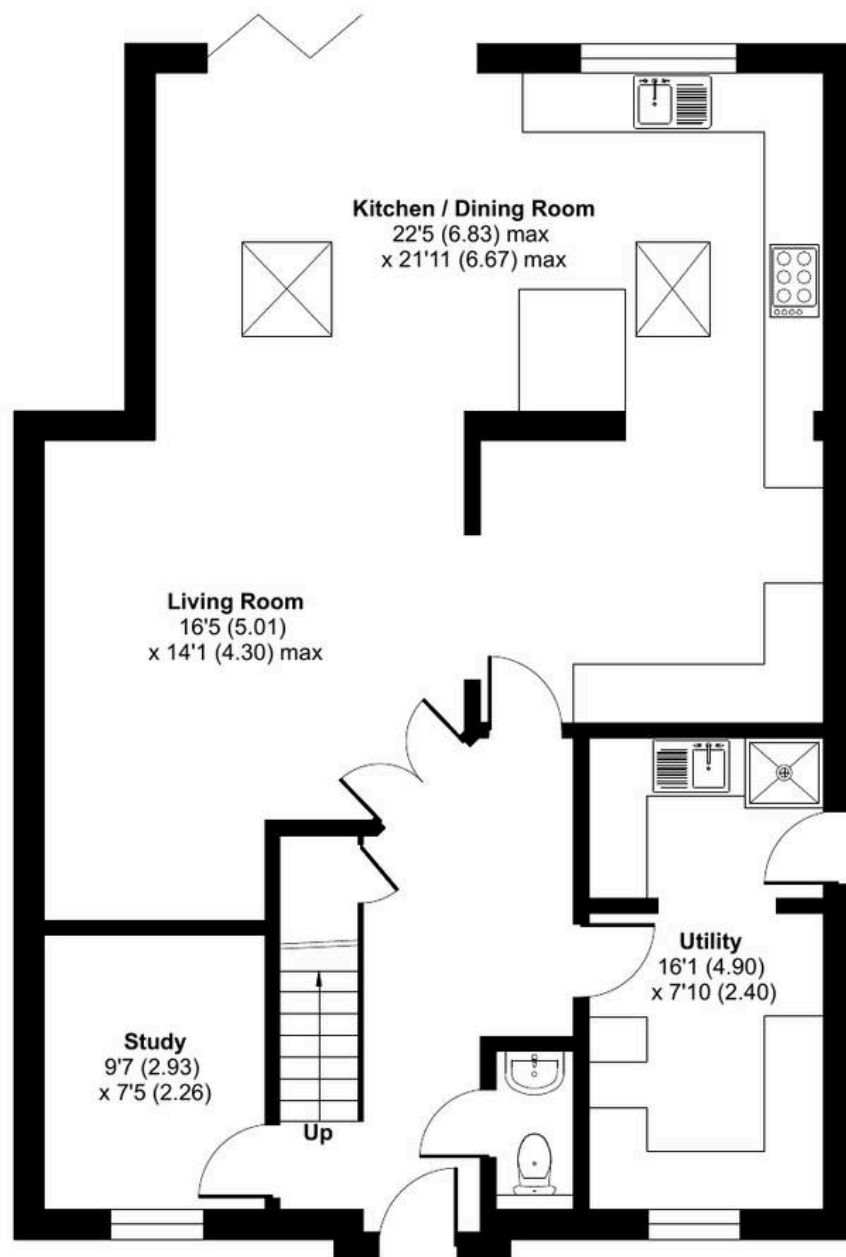 Kitchen / Dining Room
22'5 (6.83) max
x 21'11 (6.67) max
Living Room
16'5 (5.01)
x 14'1 (4.30) max
Utility
16'1 (4.90)
x 7'10 (2.40)
Study
9'7 (2.93)
x 7'5 (2.26)
Up